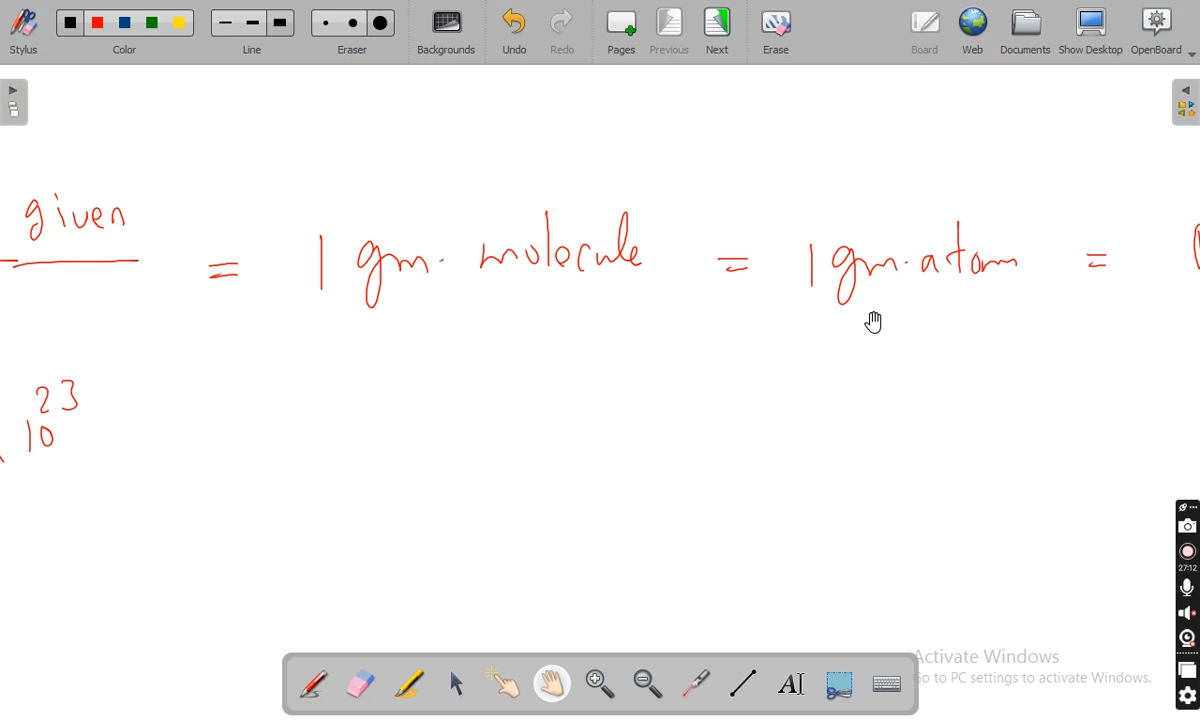 Stylus Color Line Eraser Backgrounds Undo Redo Pages Previous Next Erase Board Web Documents Show Desktop OpenBoard
given
= 1 gm. molecule = 1 gm. atom =
23
10
27:12
Activate Windows
Go to PC settings to activate Windows.
AI